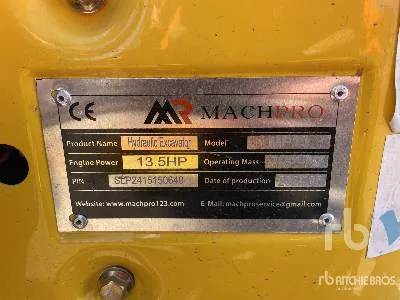 CE
MR MACHPRO
Product Name Hydraulic Excavator Model
Engine Power 13.5HP Operating Mass
PIN SLP2415150640 Date of production
Website: www.machpro123.com E-Mail: machproservice@gmail.com
rb
RITCHIE BROS.